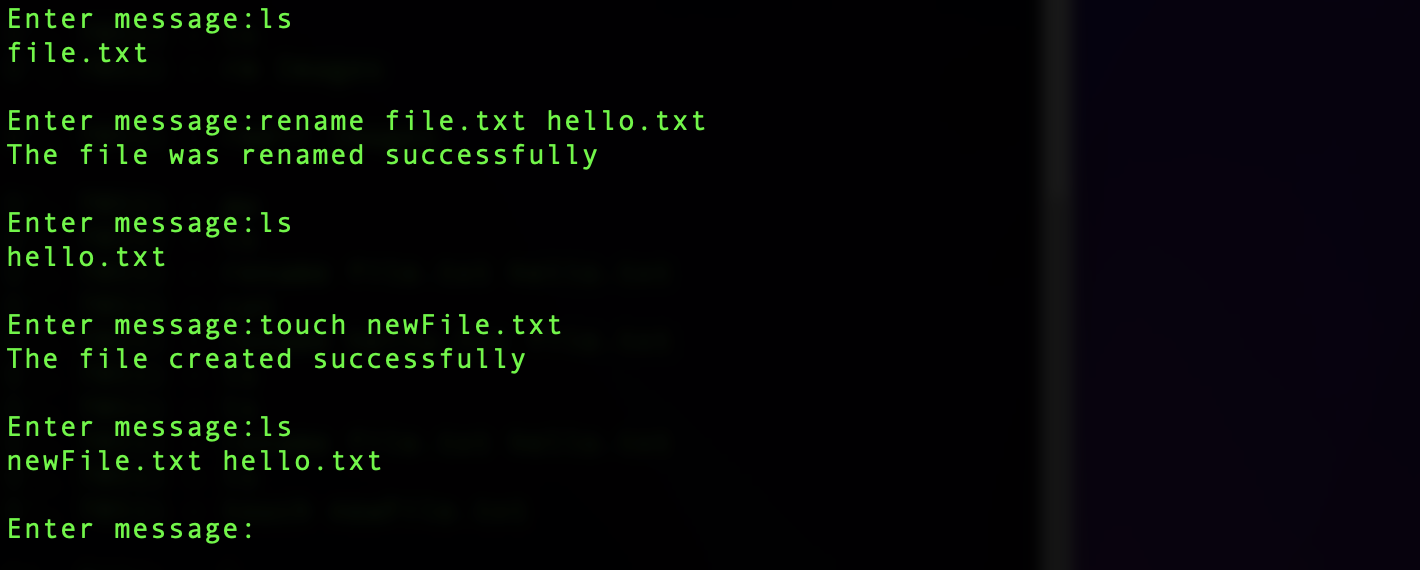 Enter message:ls
file.txt
Enter message:rename file.txt hello.txt
The file was renamed successfully
Enter message:ls
hello.txt
Enter message:touch newFile.txt
The file created successfully
Enter message:ls
newFile.txt hello.txt
Enter message: